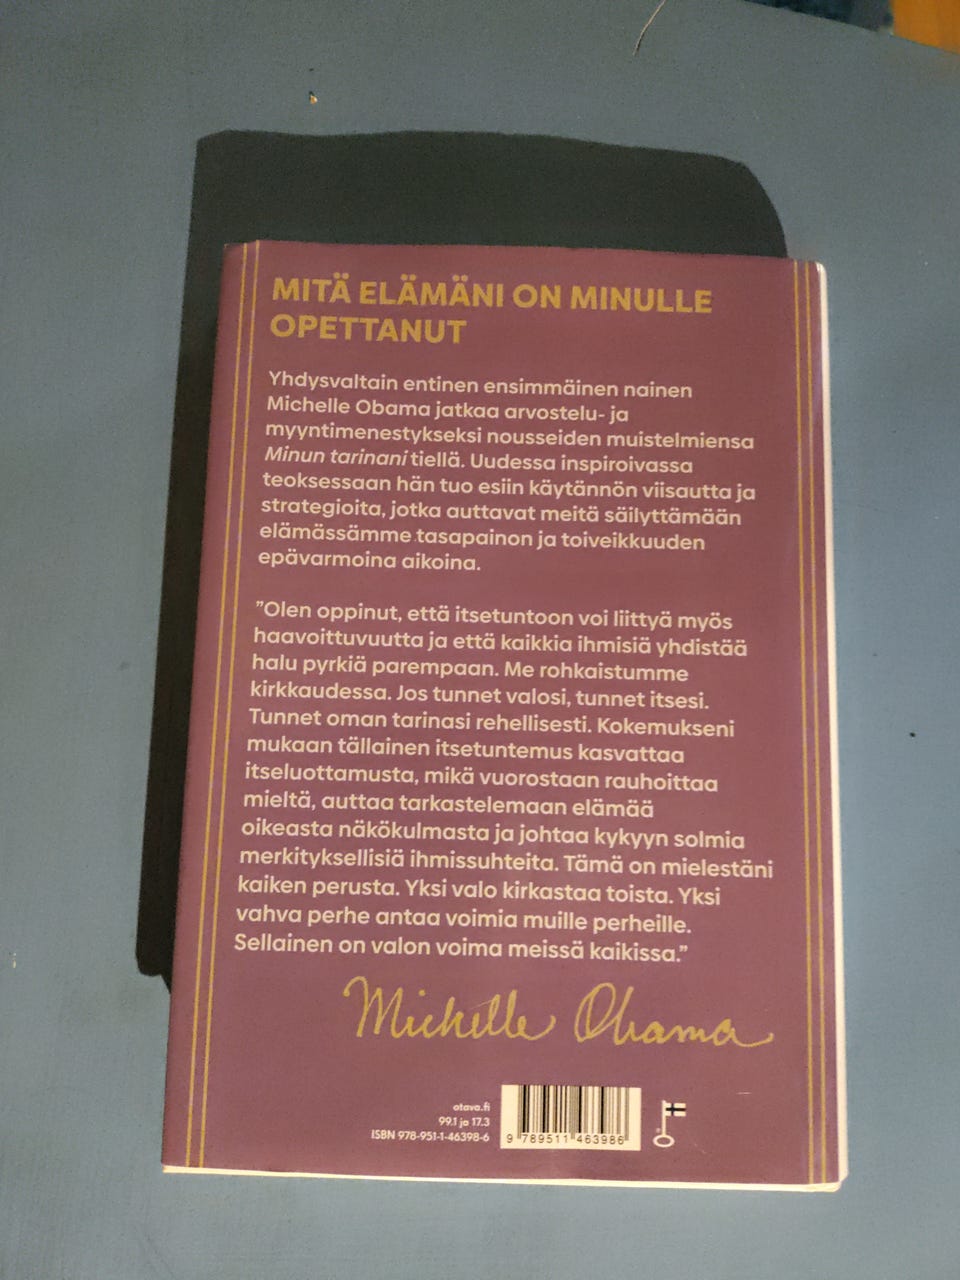 MITÄ ELÄMÄNI ON MINULLE
OPETTANUT
Yhdysvaltain entinen ensimmäinen nainen
Michelle Obama jatkaa arvostelu- ja
myyntimenestykseksi nousseiden muistelmiensa
Minun tarinani tiellä. Uudessa inspiroivassa
teoksessaan hän tuo esiin käytännön viisautta ja
strategioita, jotka auttavat meitä säilyttämään
elämässämme tasapainon ja toiveikkuuden
epävarmoina aikoina.
”Olen oppinut, että itsetuntoon voi liittyä myös
haavoittuvuutta ja että kaikkia ihmisiä yhdistää
halu pyrkiä parempaan. Me rohkaistumme
kirkkaudessa. Jos tunnet valosi, tunnet itsesi.
Tunnet oman tarinasi rehellisesti. Kokemukseni
mukaan tällainen itsetuntemus kasvattaa
itseluottamusta, mikä vuorostaan rauhoittaa
mieltä, auttaa tarkastelemaan elämää
oikeasta näkökulmasta ja johtaa kykyyn solmia
merkityksellisiä ihmissuhteita. Tämä on mielestäni
kaiken perusta. Yksi valo kirkastaa toista. Yksi
vahva perhe antaa voimia muille perheille.
Sellainen on valon voima meissä kaikissa.”
Michelle Obama
otava.fi
99.1 ja 17.3
ISBN 978-951-1-46398-6
9 789511 463986